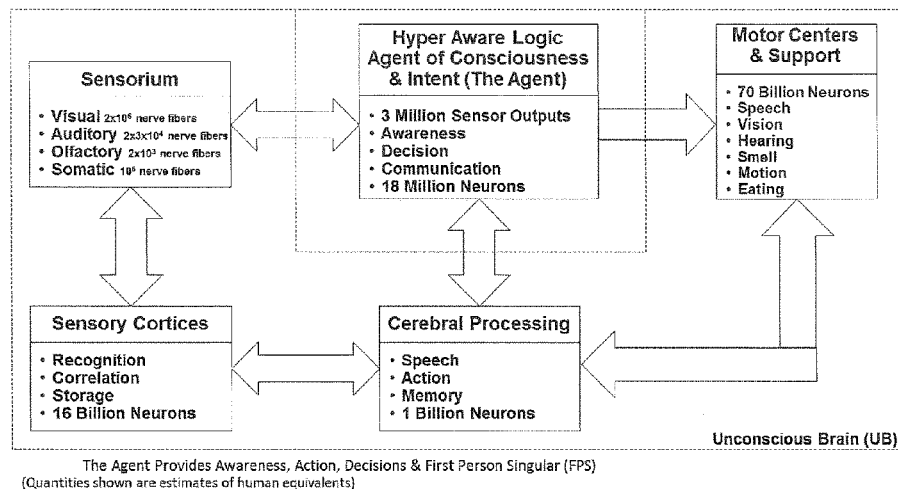 Sensorium
• Visual 2x10⁶ nerve fibers
• Auditory 2x3x10⁴ nerve fibers
• Olfactory 2x10³ nerve fibers
• Somatic 10⁶ nerve fibers
Hyper Aware Logic
Agent of Consciousness
& Intent (The Agent)
• 3 Million Sensor Outputs
• Awareness
• Decision
• Communication
• 18 Million Neurons
Motor Centers
& Support
• 70 Billion Neurons
• Speech
• Vision
• Hearing
• Smell
• Motion
• Eating
Sensory Cortices
• Recognition
• Correlation
• Storage
• 16 Billion Neurons
Cerebral Processing
• Speech
• Action
• Memory
• 1 Billion Neurons
Unconscious Brain (UB)
The Agent Provides Awareness, Action, Decisions & First Person Singular (FPS)
(Quantities shown are estimates of human equivalents)